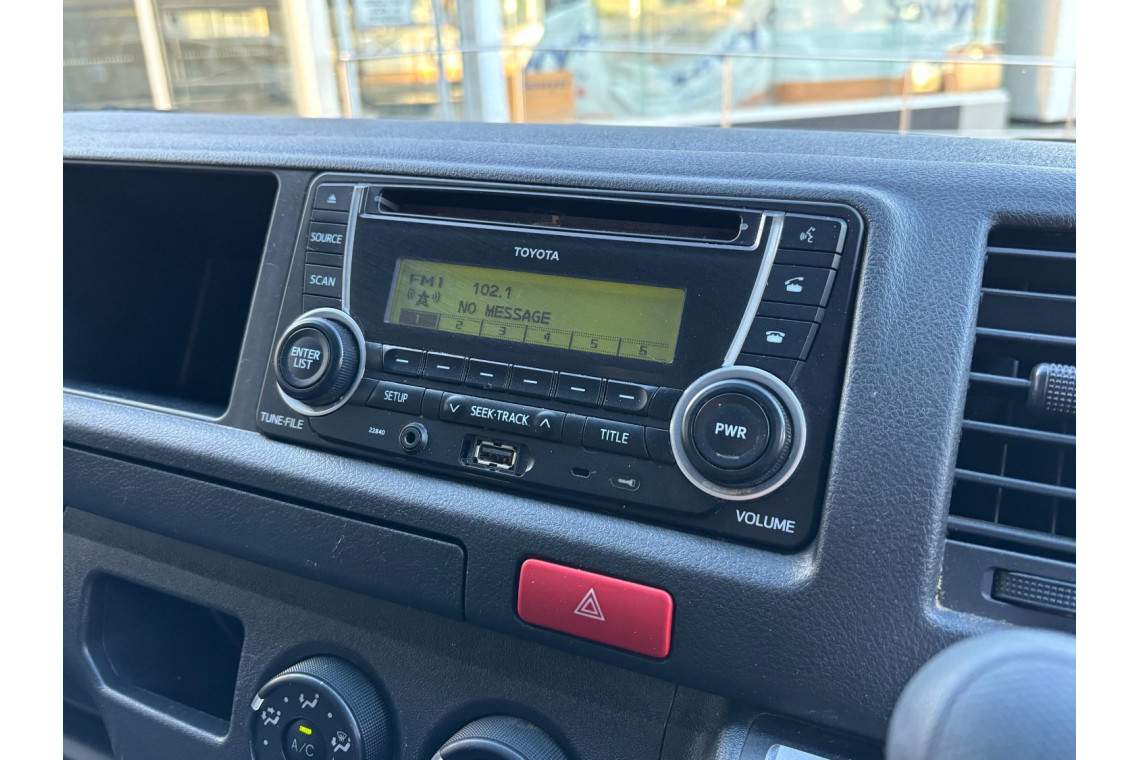 TOYOTA
SOURCE
SCAN
FM1 102.1
NO MESSAGE
1 2 3 4 5 6
ENTER
LIST
TUNE·FILE
SETUP
SEEK·TRACK
TITLE
22840
PWR
VOLUME
A/C